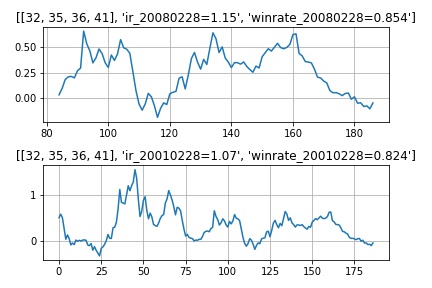 [[32, 35, 36, 41], 'ir_20080228=1.15', 'winrate_20080228=0.854']
0.50
0.25
0.00
80 100 120 140 160 180
[[32, 35, 36, 41], 'ir_20010228=1.07', 'winrate_20010228=0.824']
1
0
0 25 50 75 100 125 150 175